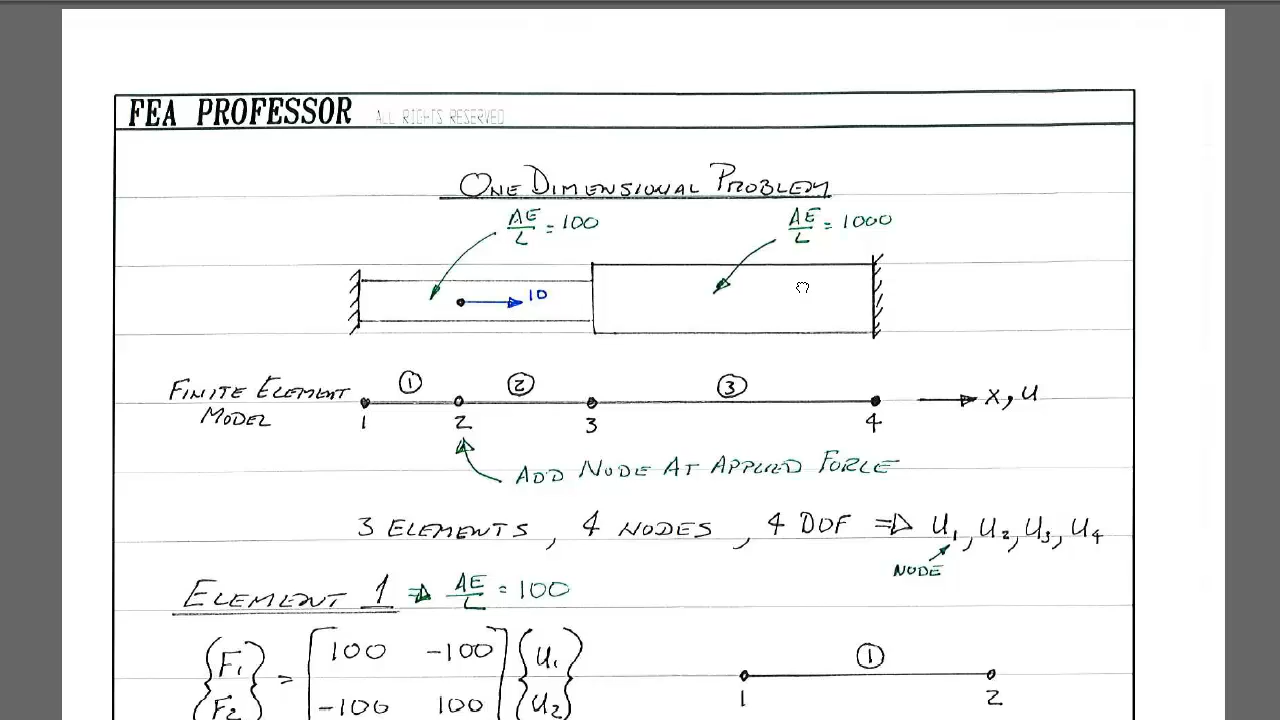 FEA PROFESSOR ALL RIGHTS RESERVED
ONE DIMENSIONAL PROBLEM
AE/L = 100
AE/L = 1000
10
FINITE ELEMENT MODEL
1 2 3
1 2 3 4
x, u
ADD NODE AT APPLIED FORCE
3 ELEMENTS, 4 NODES, 4 DOF ⇒ U1, U2, U3, U4
NODE
ELEMENT 1 ⇒ AE/L = 100
{F1} = [100 -100] {U1}
{F2} [-100 100] {U2}
1
1 2